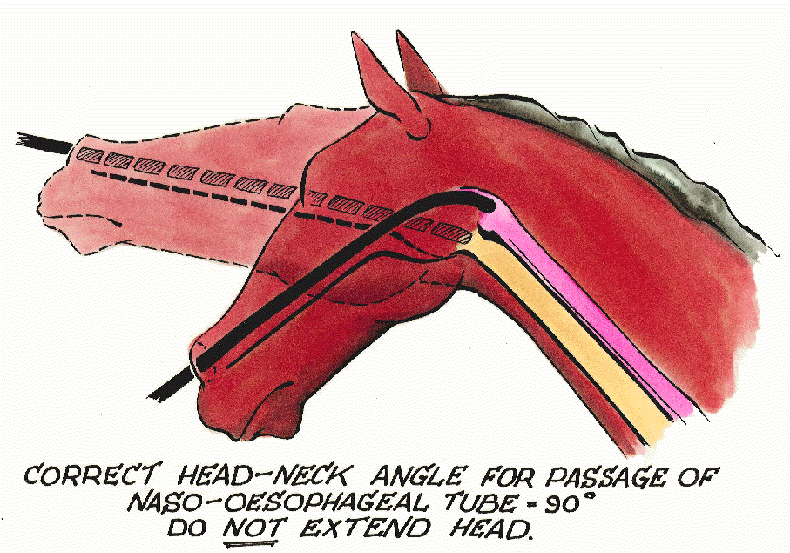 CORRECT HEAD-NECK ANGLE FOR PASSAGE OF
NASO-OESOPHAGEAL TUBE = 90°
DO NOT EXTEND HEAD.